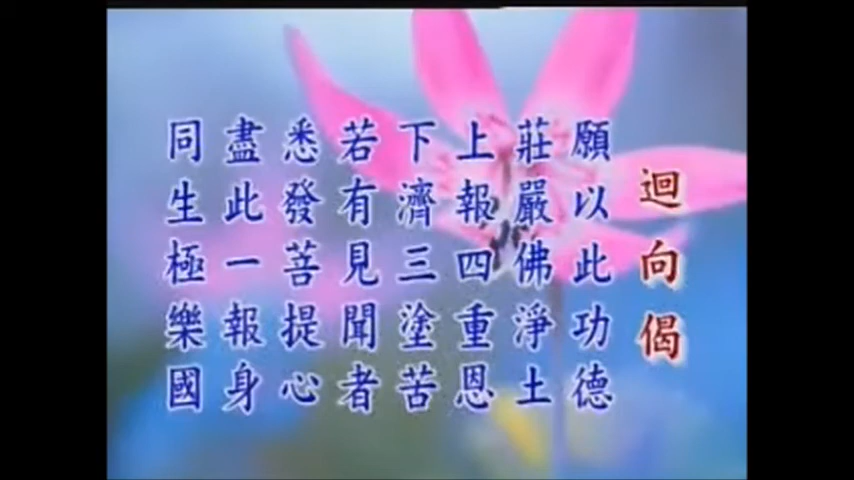 迴向偈
願以此功德
莊嚴佛淨土
上報四重恩
下濟三塗苦
若有見聞者
悉發菩提心
盡此一報身
同生極樂國